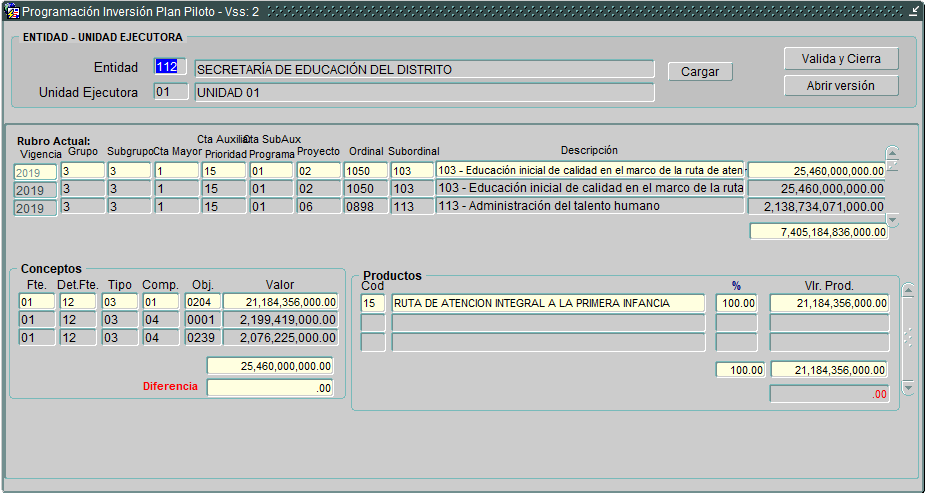 Programación Inversión Plan Piloto - Vss: 2
ENTIDAD - UNIDAD EJECUTORA
Entidad 112 SECRETARÍA DE EDUCACIÓN DEL DISTRITO Cargar Valida y Cierra
Unidad Ejecutora 01 UNIDAD 01 Abrir versión
Rubro Actual: Cta Auxiliar Cta SubAux
Vigencia Grupo Subgrupo Cta Mayor Prioridad Programa Proyecto Ordinal Subordinal Descripción
2019 3 3 1 15 01 02 1050 103 103 - Educación inicial de calidad en el marco de la ruta de aten 25,460,000,000.00
2019 3 3 1 15 01 02 1050 103 103 - Educación inicial de calidad en el marco de la ruta 25,460,000,000.00
2019 3 3 1 15 01 06 0898 113 113 - Administración del talento humano 2,138,734,071,000.00
7,405,184,836,000.00
Conceptos
Fte. Det.Fte. Tipo Comp. Obj. Valor
01 12 03 01 0204 21,184,356,000.00
01 12 03 04 0001 2,199,419,000.00
01 12 03 04 0239 2,076,225,000.00
25,460,000,000.00
Diferencia .00
Productos
Cod % Vlr. Prod.
15 RUTA DE ATENCION INTEGRAL A LA PRIMERA INFANCIA 100.00 21,184,356,000.00
100.00 21,184,356,000.00
.00